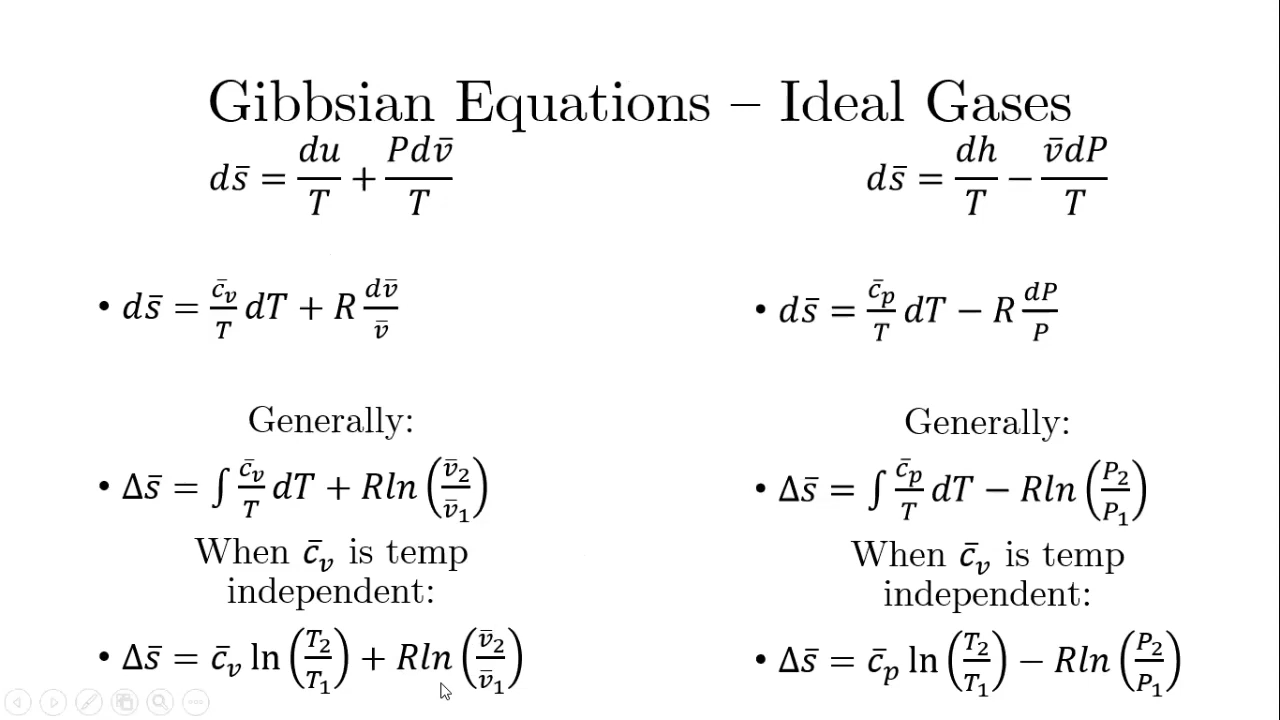 Gibbsian Equations – Ideal Gases
ds̄ = du/T + Pdv̄/T
• ds̄ = c̄ᵥ/T dT + R dv̄/v̄
Generally:
• Δs̄ = ∫ c̄ᵥ/T dT + Rln(v̄₂/v̄₁)
When c̄ᵥ is temp
independent:
• Δs̄ = c̄ᵥ ln(T₂/T₁) + Rln(v̄₂/v̄₁)
ds̄ = dh/T − v̄dP/T
• ds̄ = c̄ₚ/T dT − R dP/P
Generally:
• Δs̄ = ∫ c̄ₚ/T dT − Rln(P₂/P₁)
When c̄ᵥ is temp
independent:
• Δs̄ = c̄ₚ ln(T₂/T₁) − Rln(P₂/P₁)